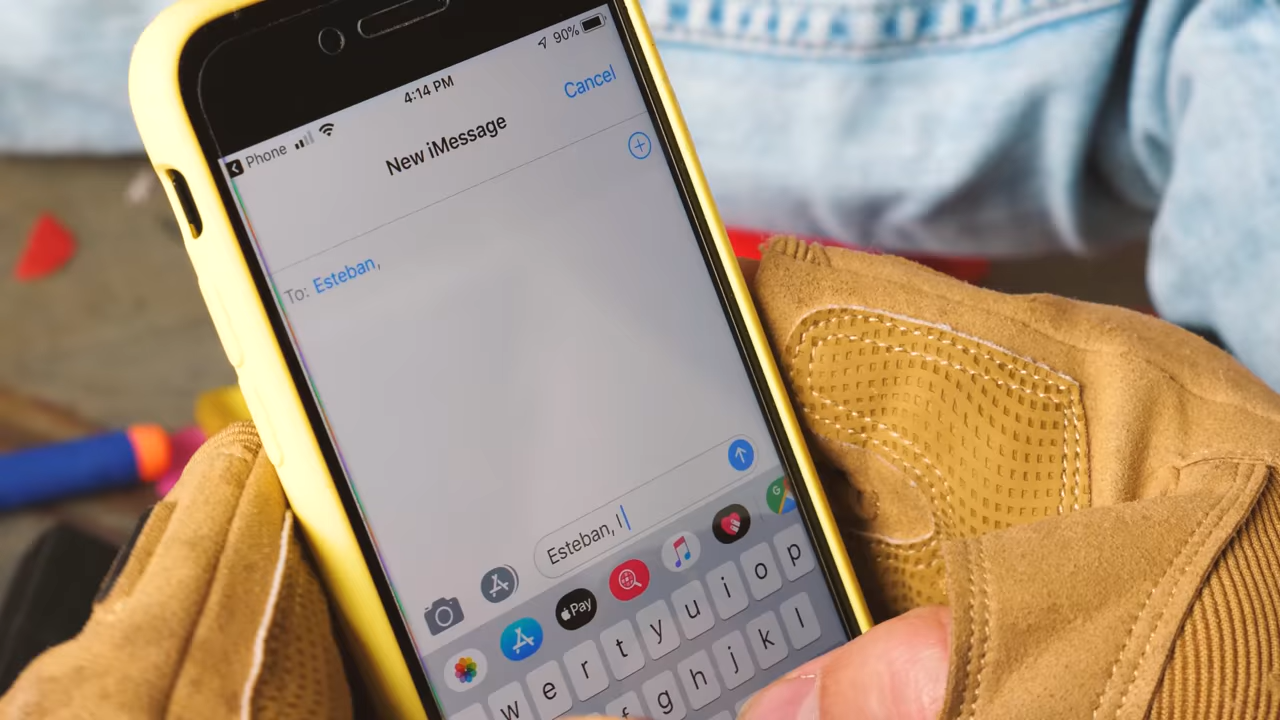 Phone
4:14 PM
90%
New iMessage
Cancel
To: Esteban,
Esteban, I
Pay
G
w e r t y u i o p
f g h j k l